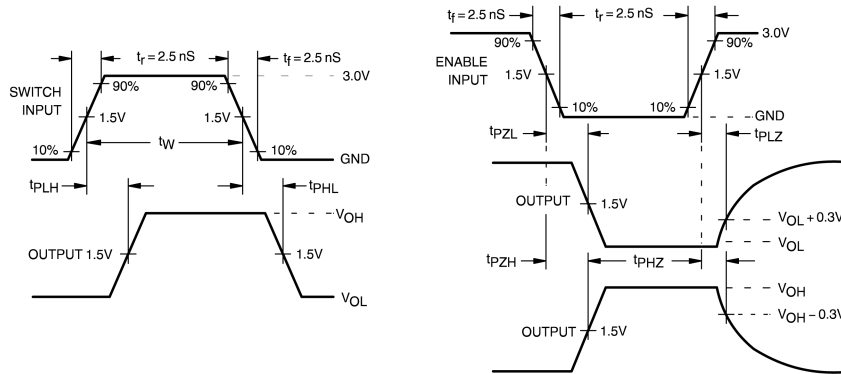 tr = 2.5 nS
tf = 2.5 nS
3.0V
SWITCH
INPUT
90%
90%
1.5V
1.5V
tW
10%
10%
GND
tPLH
tPHL
VOH
OUTPUT 1.5V
1.5V
VOL
tf = 2.5 nS
tr = 2.5 nS
3.0V
90%
90%
ENABLE
INPUT
1.5V
1.5V
10%
10%
GND
tPZL
tPLZ
OUTPUT
1.5V
VOL + 0.3V
VOL
tPZH
tPHZ
VOH
VOH – 0.3V
OUTPUT
1.5V